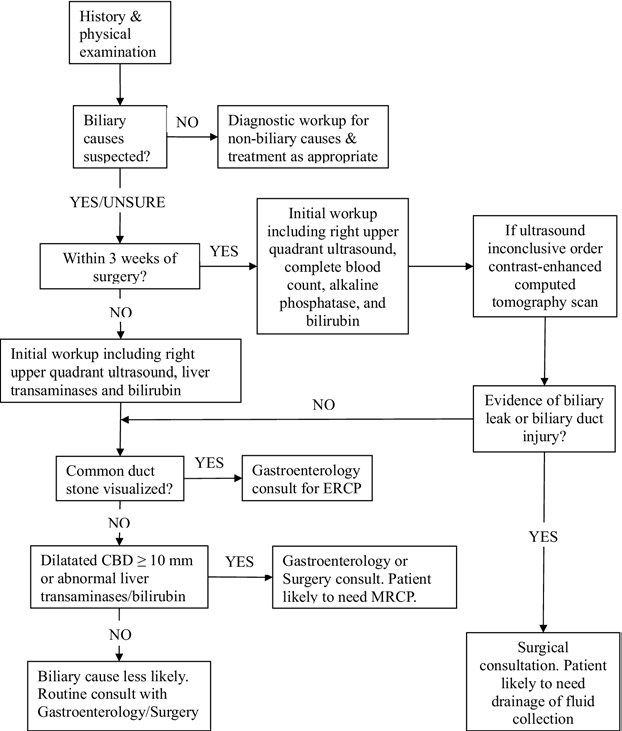 History &
physical
examination
Biliary
causes
suspected?
NO
Diagnostic workup for
non-biliary causes &
treatment as appropriate
YES/UNSURE
Within 3 weeks of
surgery?
YES
Initial workup
including right upper
quadrant ultrasound,
complete blood
count, alkaline
phosphatase, and
bilirubin
If ultrasound
inconclusive order
contrast-enhanced
computed
tomography scan
NO
Initial workup including right
upper quadrant ultrasound, liver
transaminases and bilirubin
Evidence of biliary
leak or biliary duct
injury?
NO
Common duct
stone visualized?
YES
Gastroenterology
consult for ERCP
YES
NO
Dilatated CBD ≥ 10 mm
or abnormal liver
transaminases/bilirubin
YES
Gastroenterology or
Surgery consult. Patient
likely to need MRCP.
NO
Biliary cause less likely.
Routine consult with
Gastroenterology/Surgery
Surgical
consultation. Patient
likely to need
drainage of fluid
collection